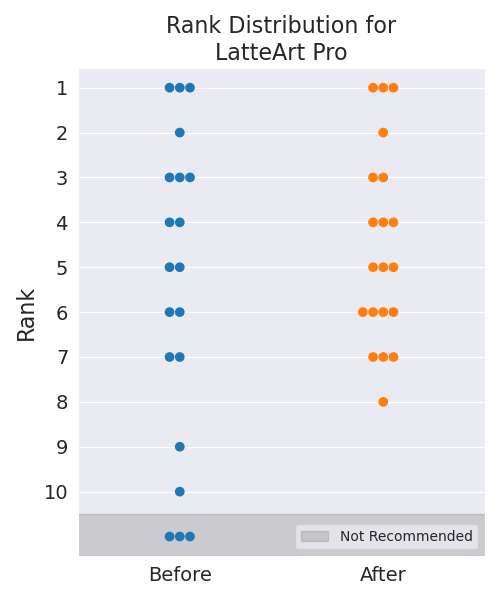 Rank Distribution for
LatteArt Pro
Rank
1
2
3
4
5
6
7
8
9
10
Not Recommended
Before
After